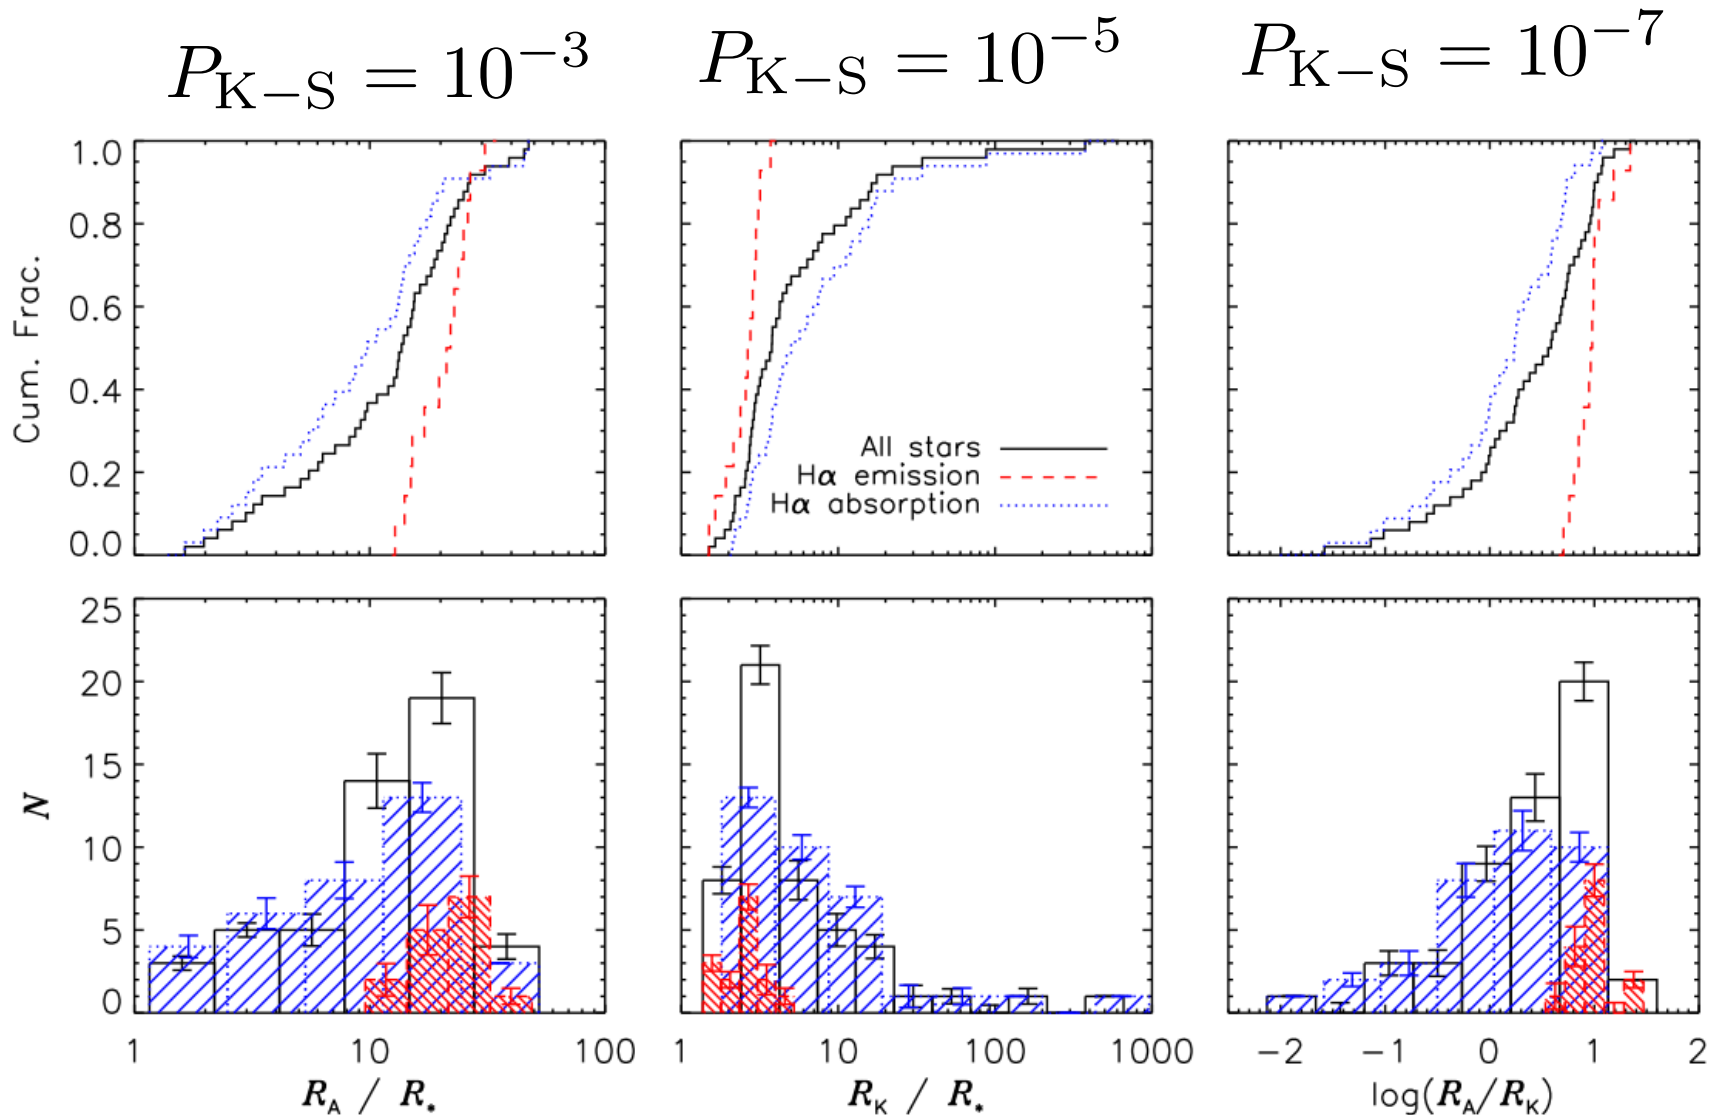 P_K−S = 10^−3 P_K−S = 10^−5 P_K−S = 10^−7
Cum. Frac.
1.0
0.8
0.6
0.4
0.2
0.0
All stars
Hα emission
Hα absorption
N
25
20
15
10
5
0
1 10 100
R_A / R_*
1 10 100 1000
R_K / R_*
−2 −1 0 1 2
log(R_A/R_K)